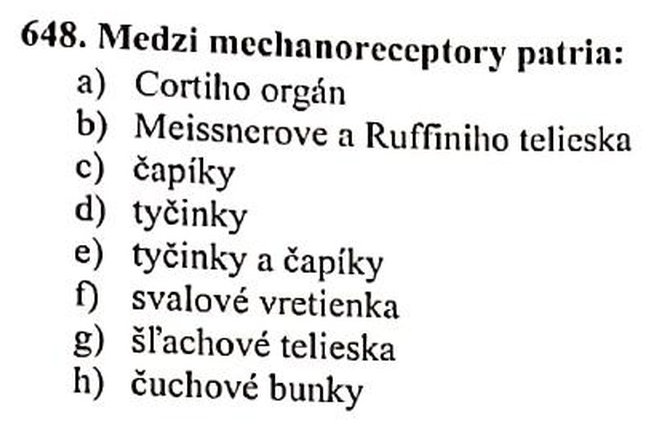 648. Medzi mechanoreceptory patria:
a) Cortiho orgán
b) Meissnerove a Ruffiniho telieska
c) čapíky
d) tyčinky
e) tyčinky a čapíky
f) svalové vretienka
g) šľachové telieska
h) čuchové bunky